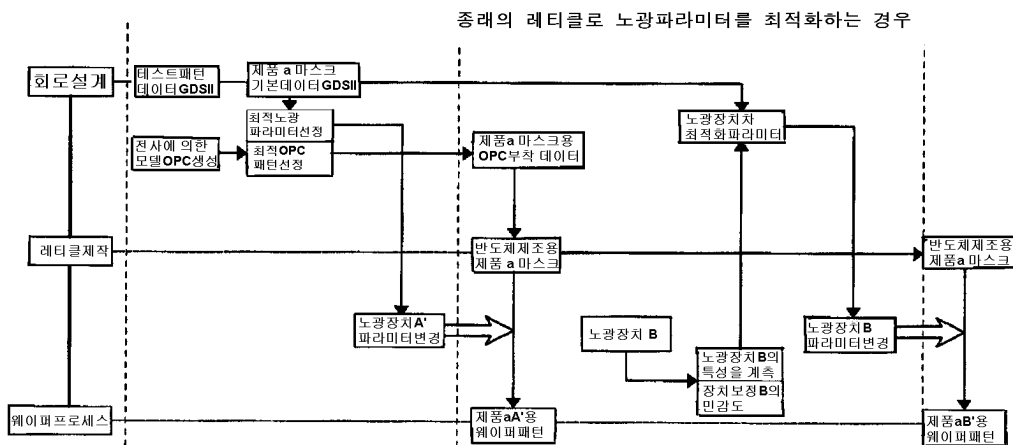 종래의 레티클로 노광파라미터를 최적화하는 경우
회로설계
테스트패턴
데이터GDSII
제품 a 마스크
기본데이터GDSII
최적노광
파라미터선정
노광장치차
최적화파라미터
전사에 의한
모델OPC생성
최적OPC
패턴선정
제품a 마스크용
OPC부착 데이터
레티클제작
반도체제조용
제품 a 마스크
반도체제조용
제품a 마스크
노광장치A'
파라미터변경
노광장치 B
노광장치B의
특성을 계측
장치보정B의
민감도
노광장치B
파라미터변경
웨이퍼프로세스
제품aA'용
웨이퍼패턴
제품aB'용
웨이퍼패턴